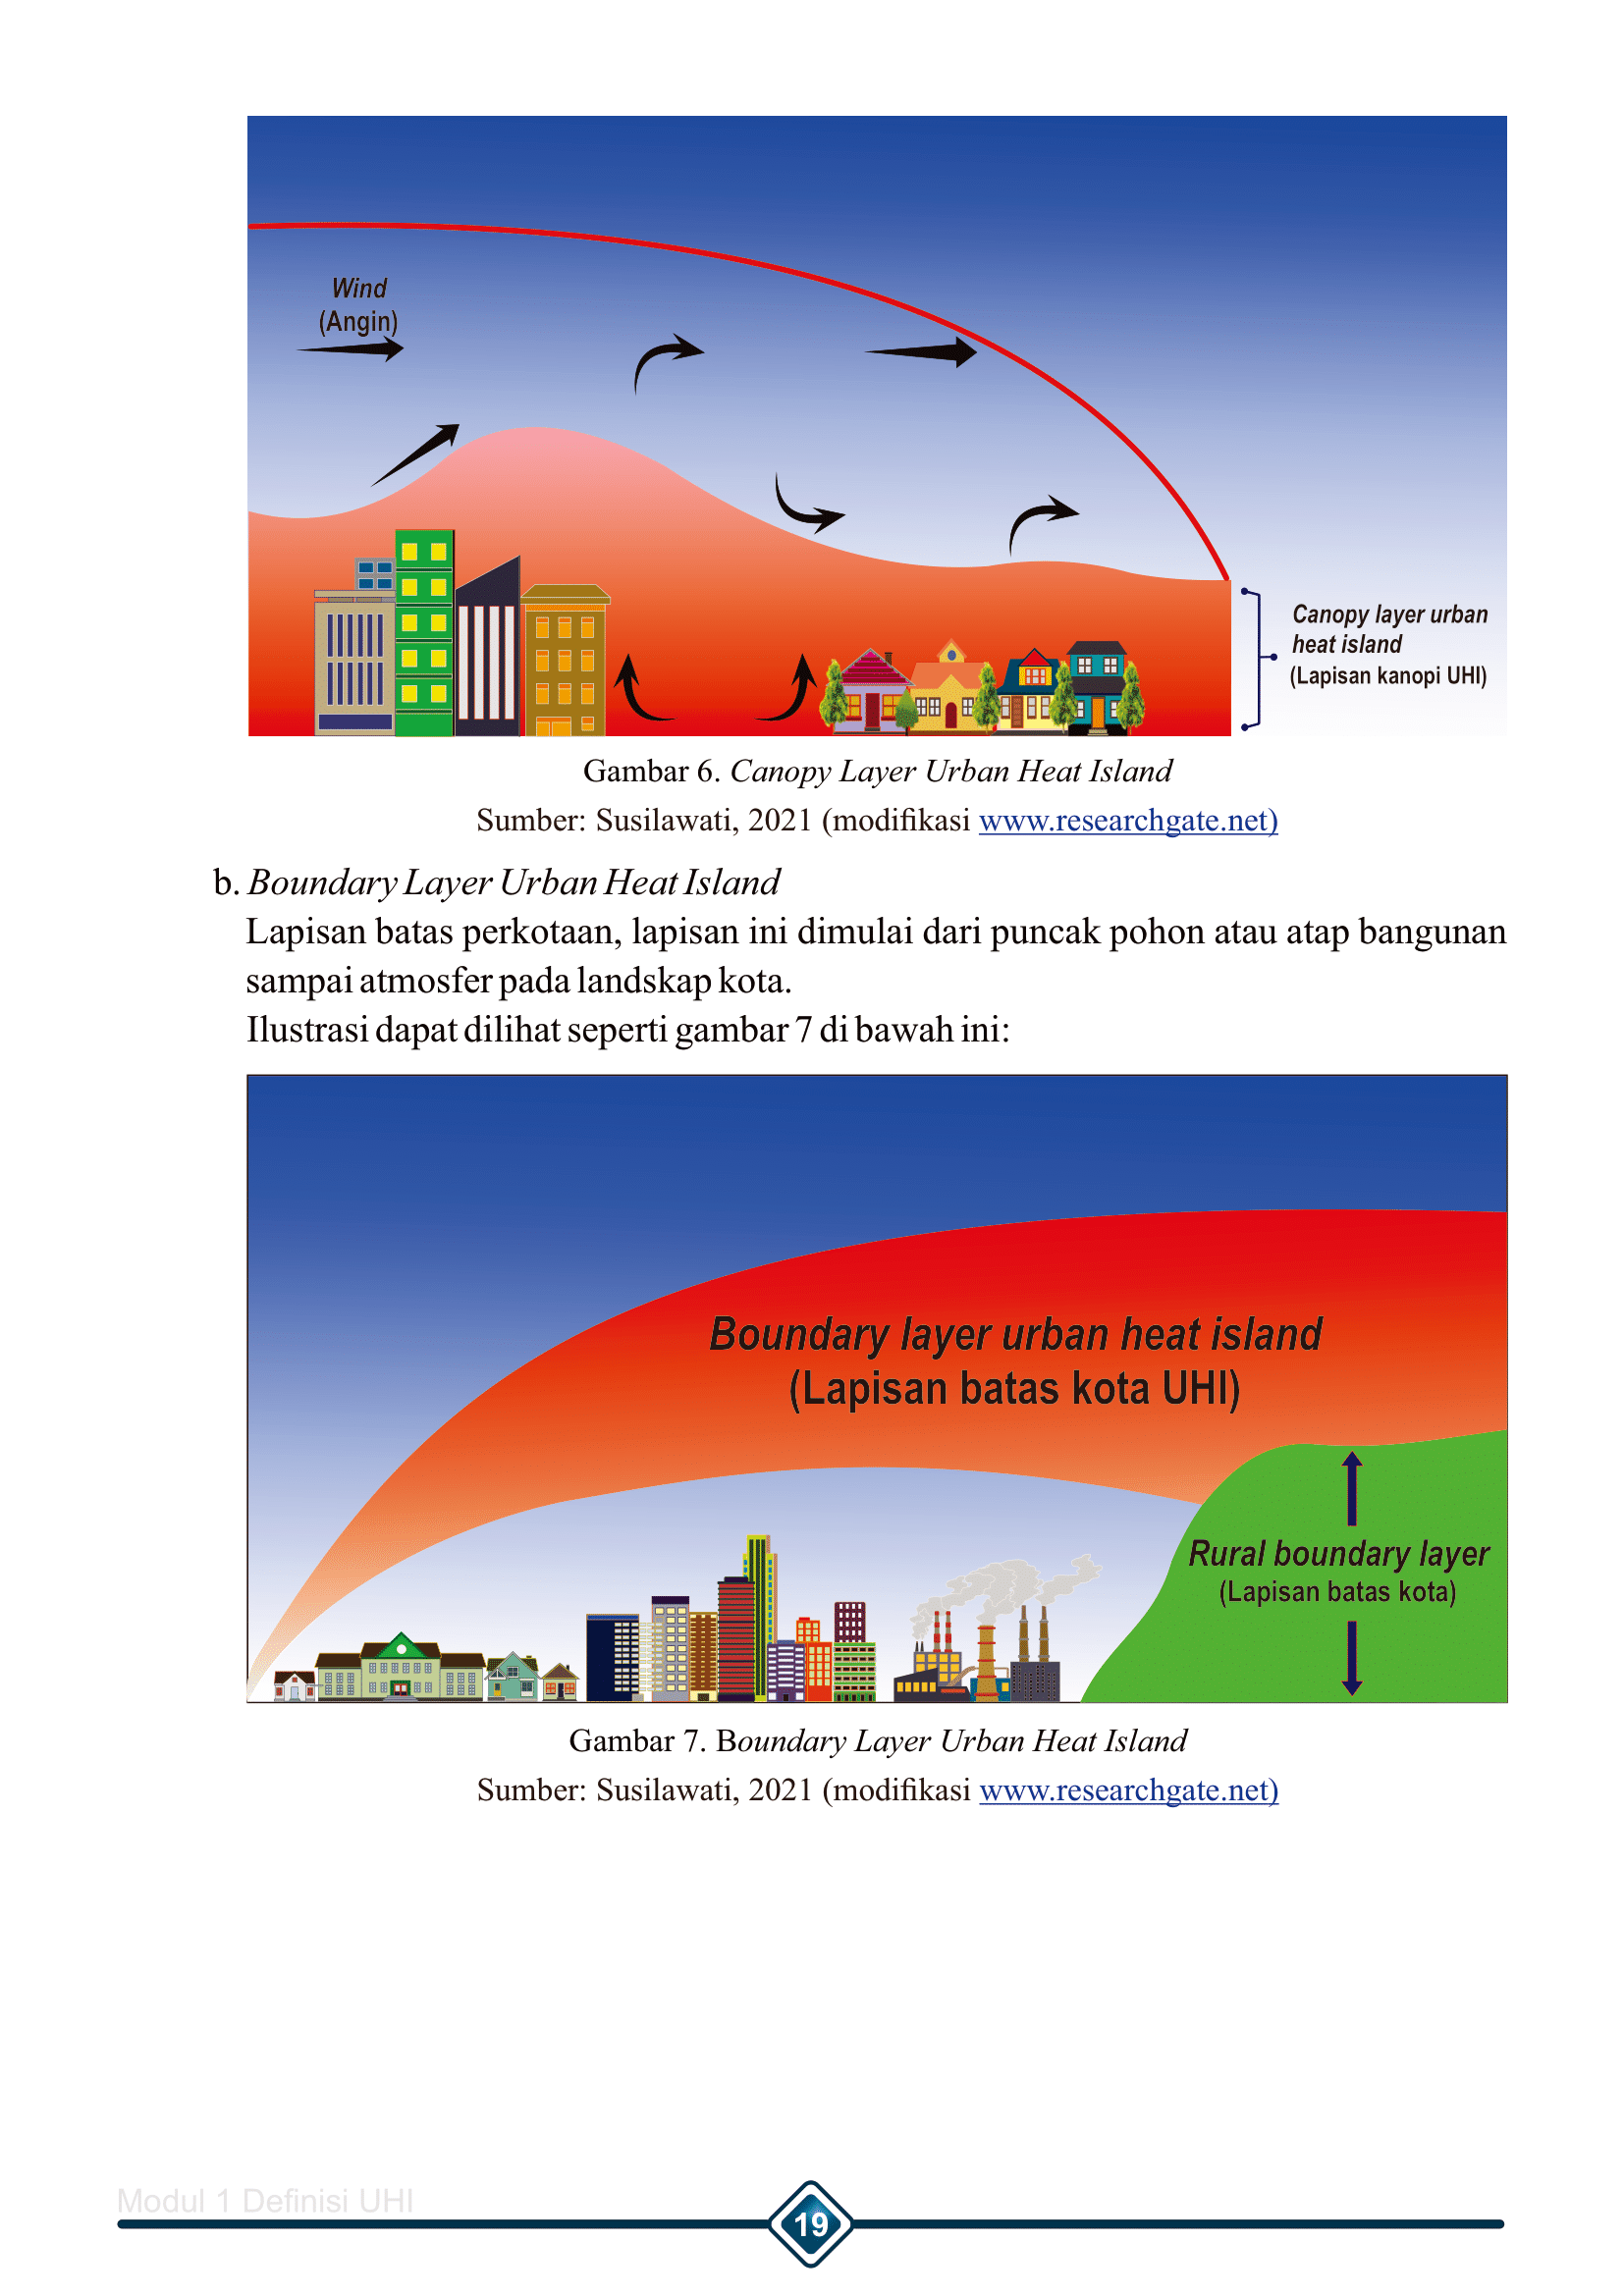 Wind
(Angin)
Canopy layer urban
heat island
(Lapisan kanopi UHI)
Gambar 6. Canopy Layer Urban Heat Island
Sumber: Susilawati, 2021 (modifikasi www.researchgate.net)
b. Boundary Layer Urban Heat Island
Lapisan batas perkotaan, lapisan ini dimulai dari puncak pohon atau atap bangunan
sampai atmosfer pada landskap kota.
Ilustrasi dapat dilihat seperti gambar 7 di bawah ini:
Boundary layer urban heat island
(Lapisan batas kota UHI)
Rural boundary layer
(Lapisan batas kota)
Gambar 7. Boundary Layer Urban Heat Island
Sumber: Susilawati, 2021 (modifikasi www.researchgate.net)
Modul 1 Definisi UHI
19